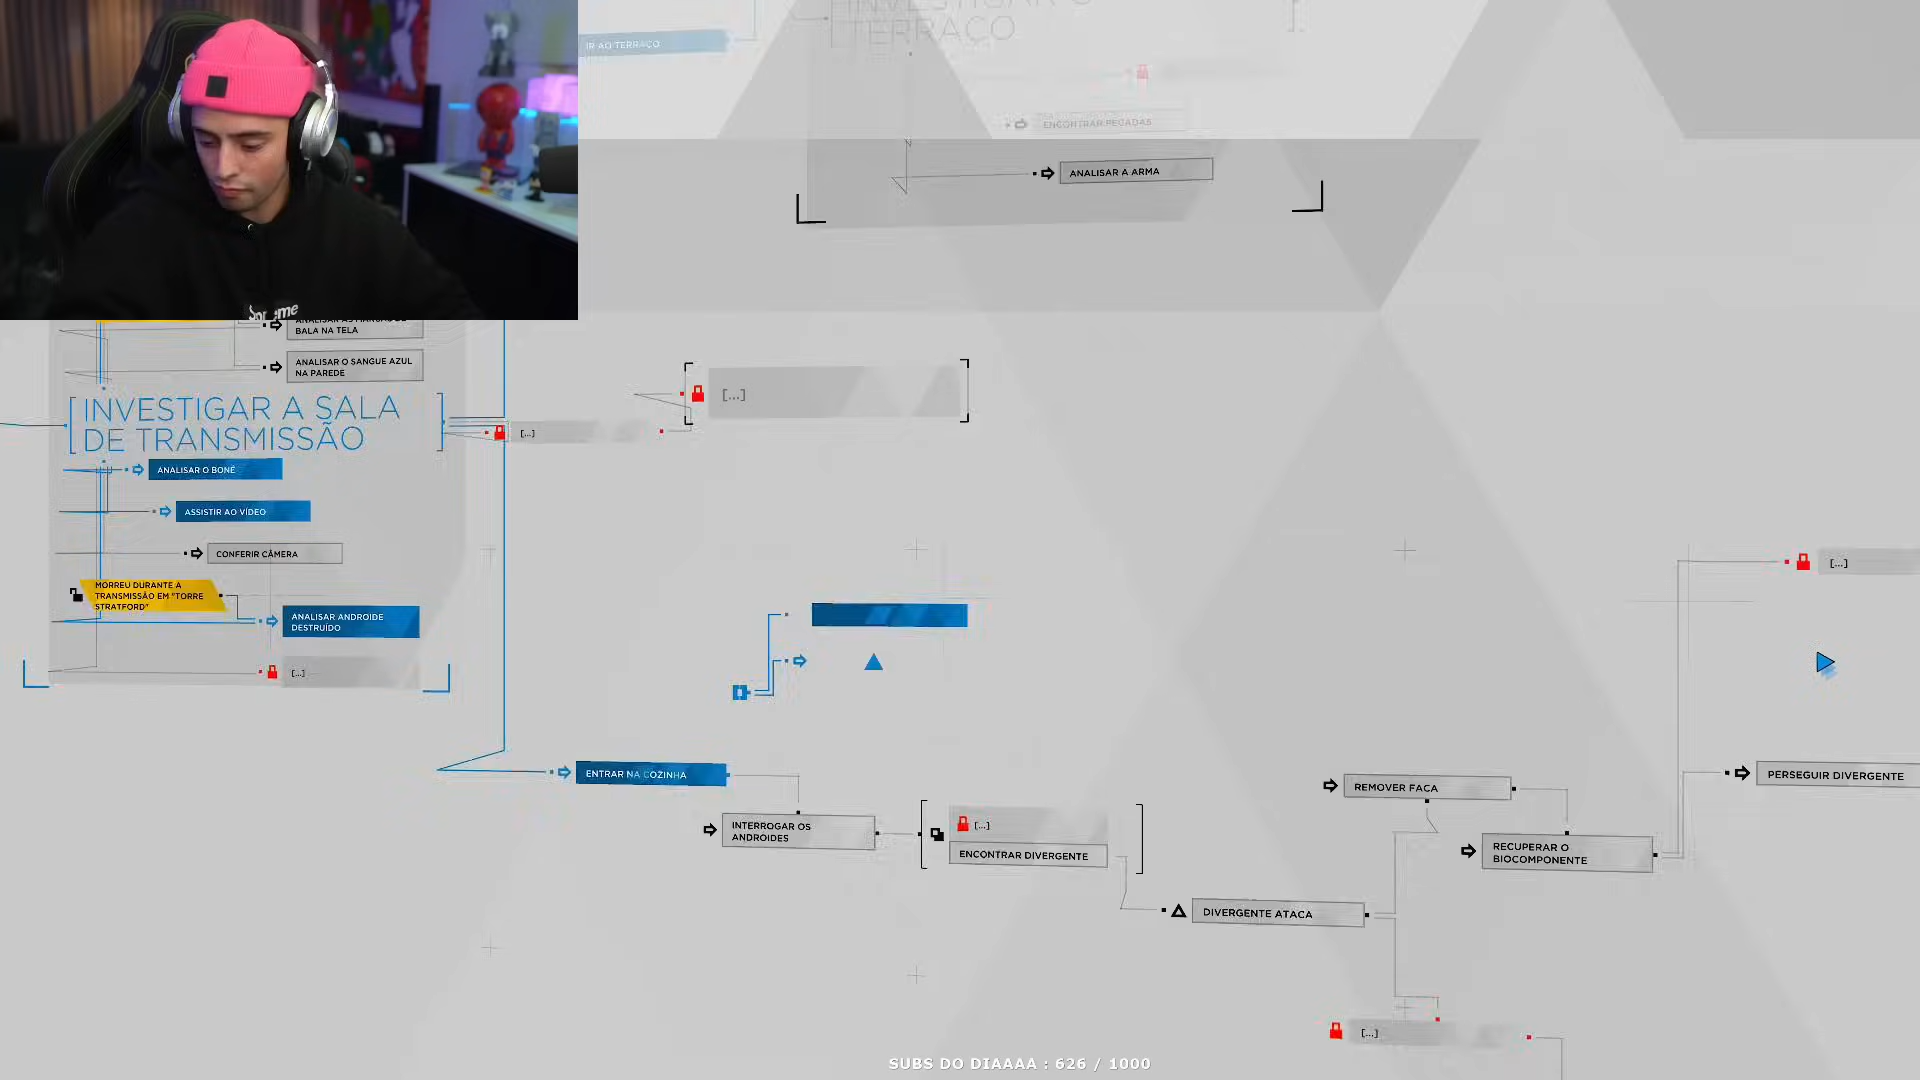 INVESTIGAR O
TERRAÇO
IR AO TERRAÇO
ENCONTRAR PEGADAS
ANALISAR A ARMA
BALA NA TELA
ANALISAR O SANGUE AZUL
NA PAREDE
[...]
INVESTIGAR A SALA
DE TRANSMISSÃO
[...]
ANALISAR O BONÉ
ASSISTIR AO VÍDEO
CONFERIR CÂMERA
[...]
MORREU DURANTE A
TRANSMISSÃO EM "TORRE
STRATFORD"
ANALISAR ANDROIDE
DESTRUÍDO
[...]
ENTRAR NA COZINHA
PERSEGUIR DIVERGENTE
REMOVER FACA
INTERROGAR OS
ANDROIDES
[...]
ENCONTRAR DIVERGENTE
RECUPERAR O
BIOCOMPONENTE
DIVERGENTE ATACA
[...]
SUBS DO DIAAAA : 626 / 1000